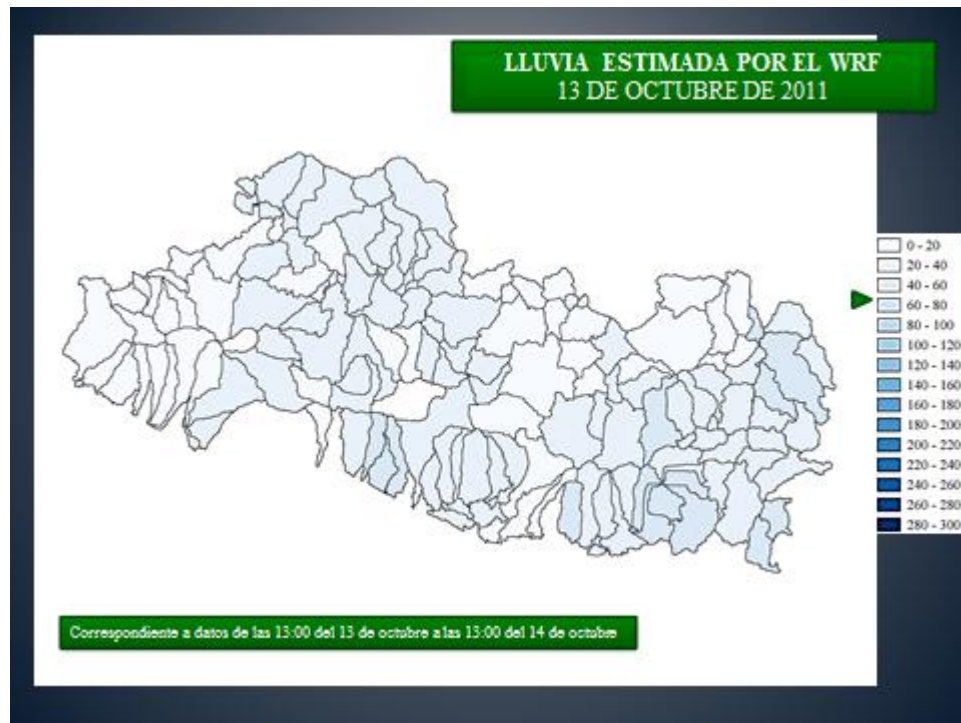 LLUVIA ESTIMADA POR EL WRF
13 DE OCTUBRE DE 2011
0 - 20
20 - 40
40 - 60
60 - 80
80 - 100
100 - 120
120 - 140
140 - 160
160 - 180
180 - 200
200 - 220
220 - 240
240 - 260
260 - 280
280 - 300
Correspondiente a datos de las 13:00 del 13 de octubre a las 13:00 del 14 de octubre